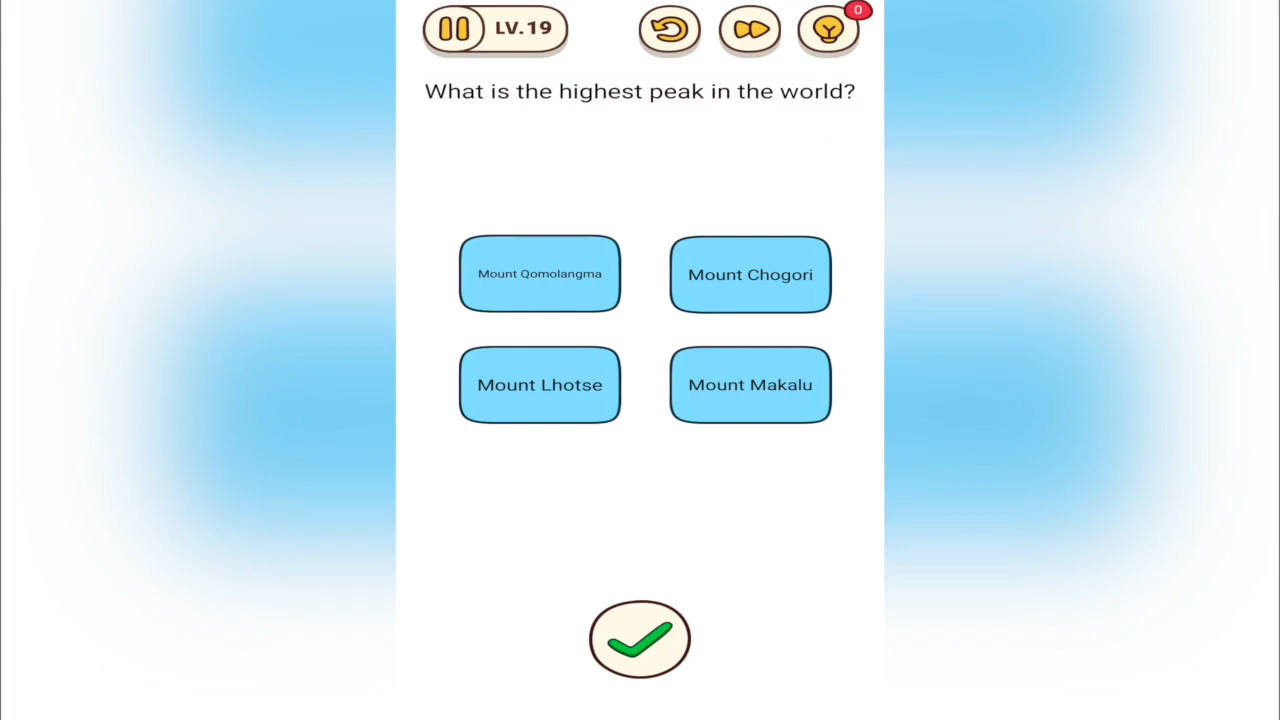 LV.19
0
What is the highest peak in the world?
Mount Qomolangma
Mount Chogori
Mount Lhotse
Mount Makalu